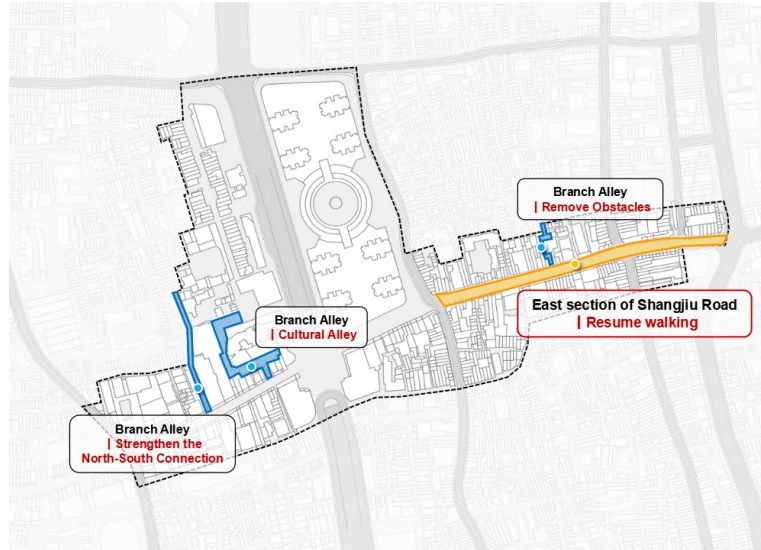 Branch Alley
| Remove Obstacles
East section of Shangjiu Road
| Resume walking
Branch Alley
| Cultural Alley
Branch Alley
| Strengthen the
North-South Connection